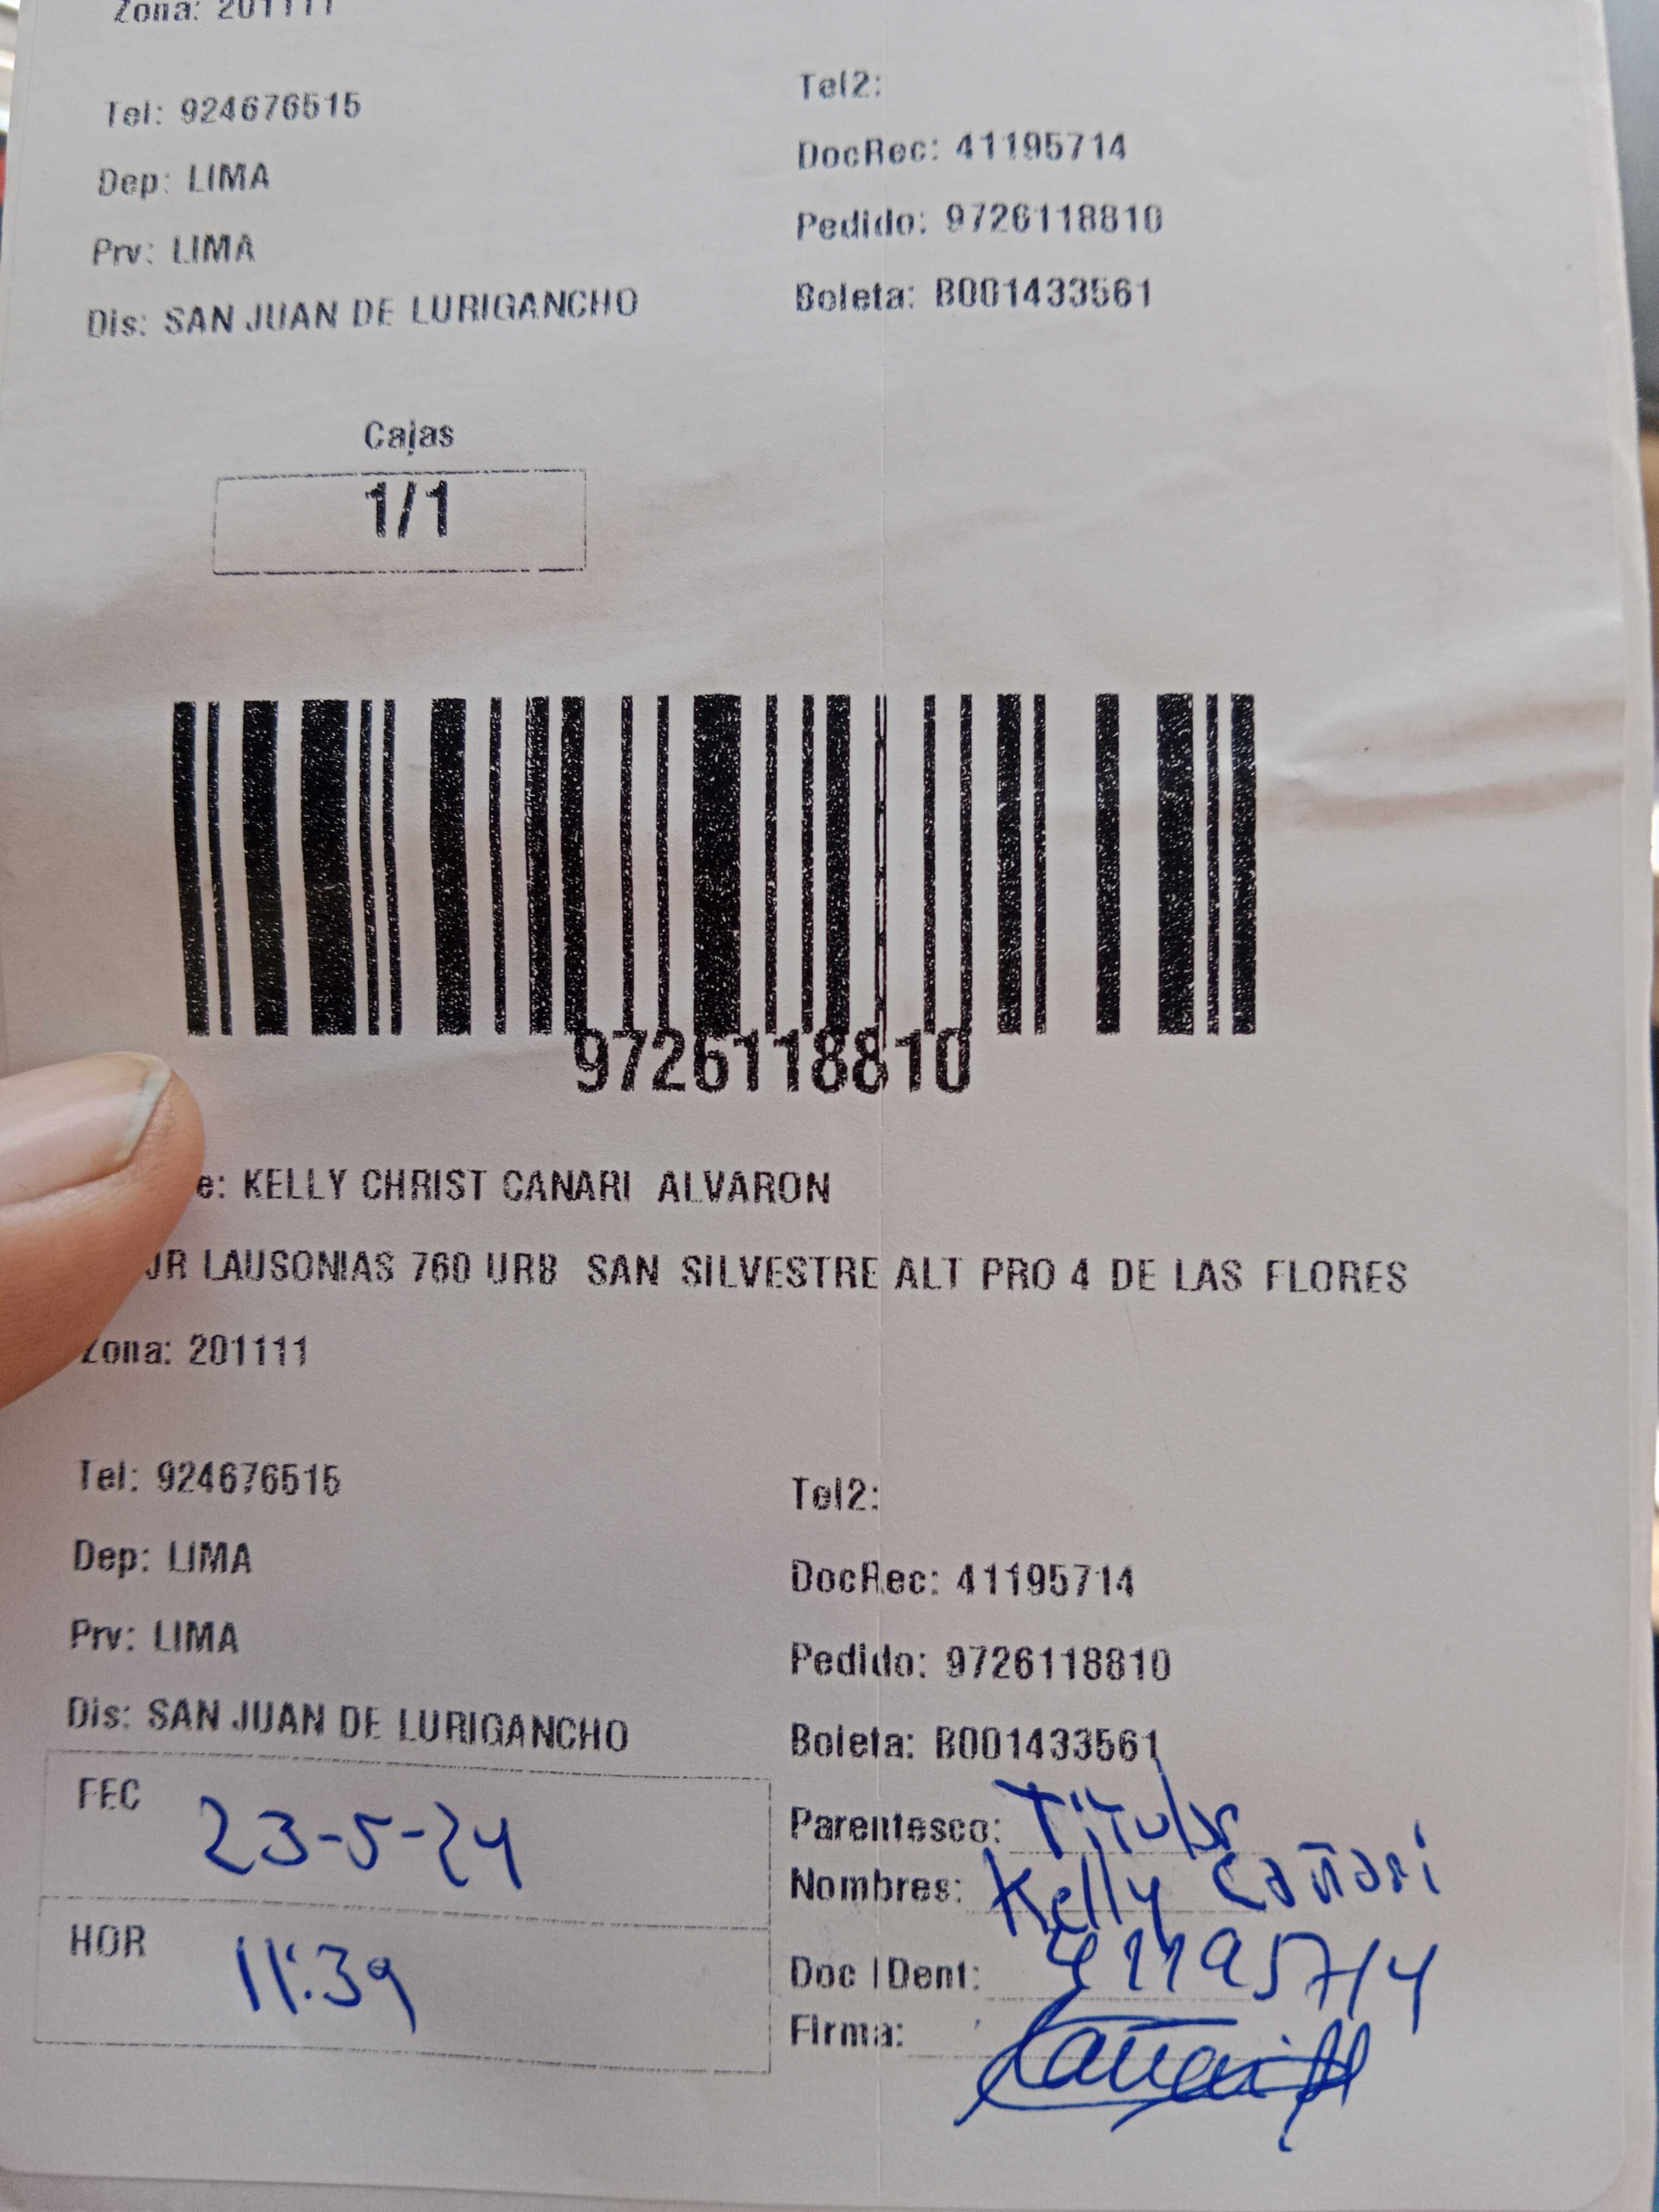 Zona: 201111
Tel: 924676515 Tel2:
Dep: LIMA DocRec: 41195714
Prv: LIMA Pedido: 9726118810
Dis: SAN JUAN DE LURIGANCHO Boleta: B001433561
Cajas
1/1
9726118810
e: KELLY CHRIST CANARI ALVARON
JR LAUSONIAS 760 URB SAN SILVESTRE ALT PRO 4 DE LAS FLORES
Zona: 201111
Tel: 924676515 Tel2:
Dep: LIMA DocRec: 41195714
Prv: LIMA Pedido: 9726118810
Dis: SAN JUAN DE LURIGANCHO Boleta: B001433561
FEC 23-5-24 Parentesco: Titular
Nombres: Kelly Cañari
HOR 11:39 Doc IDent: 41195714
Firma: Cañari